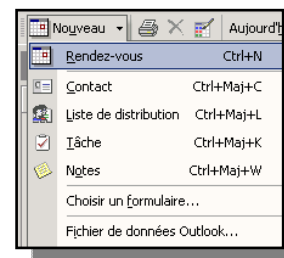 Nouveau Aujourd'h
Rendez-vous Ctrl+N
Contact Ctrl+Maj+C
Liste de distribution Ctrl+Maj+L
Tâche Ctrl+Maj+K
Notes Ctrl+Maj+W
Choisir un formulaire...
Fichier de données Outlook...